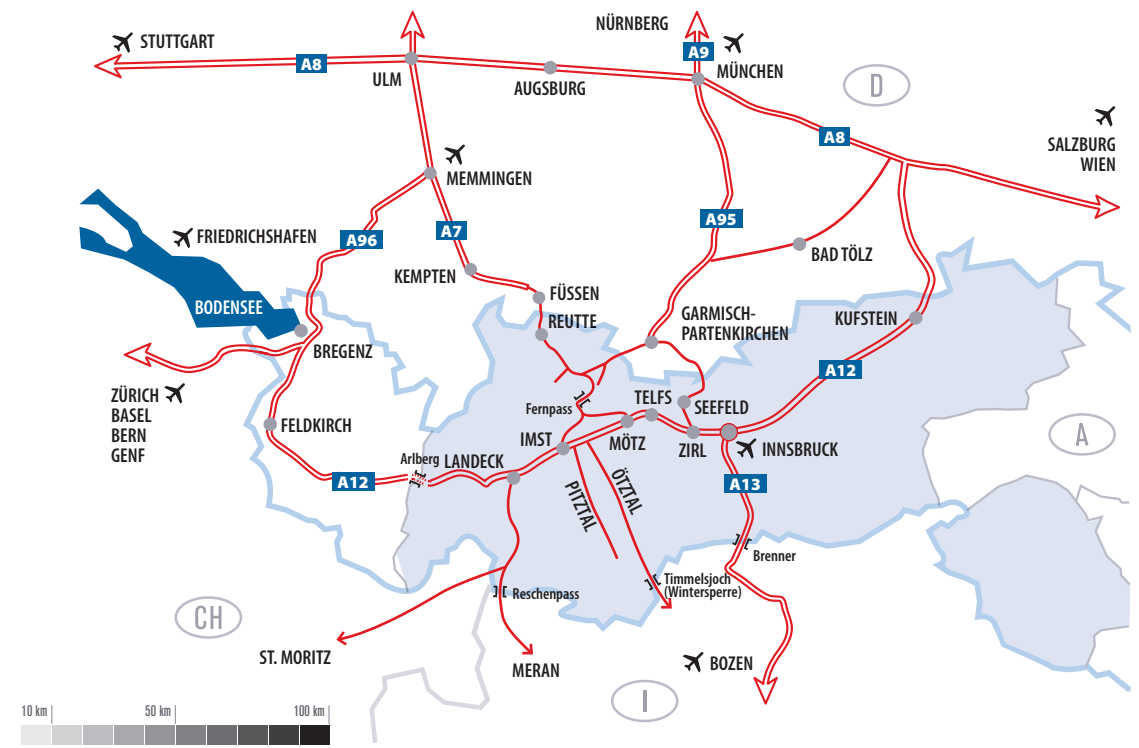 NÜRNBERG
STUTTGART
A9
A8
ULM
MÜNCHEN
AUGSBURG
D
A8
SALZBURG
WIEN
MEMMINGEN
A95
A7
A96
FRIEDRICHSHAFEN
BAD TÖLZ
KEMPTEN
FÜSSEN
BODENSEE
REUTTE
GARMISCH-
PARTENKIRCHEN
KUFSTEIN
BREGENZ
A12
ZÜRICH
BASEL
BERN
GENF
Fernpass
TELFS
SEEFELD
FELDKIRCH
IMST
MÖTZ
ZIRL
INNSBRUCK
A
Arlberg
LANDECK
A12
PITZTAL
ÖTZTAL
A13
Brenner
Reschenpass
Timmelsjoch
(Wintersperre)
CH
ST. MORITZ
MERAN
BOZEN
I
10 km
50 km
100 km